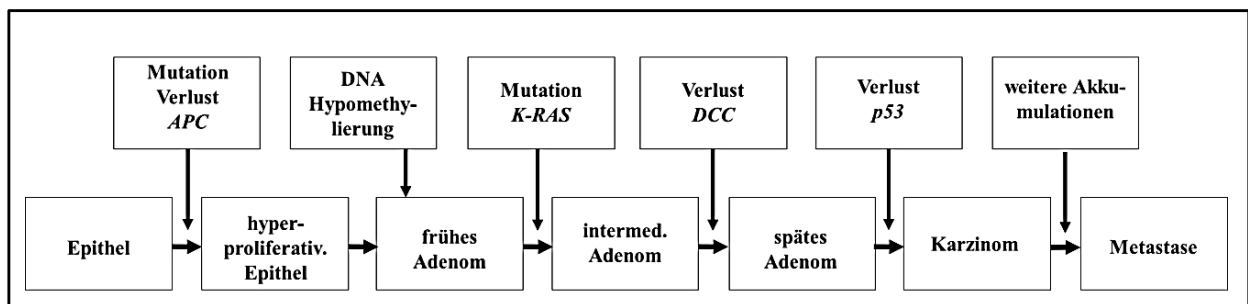 Mutation
Verlust
APC
DNA
Hypomethy-
lierung
Mutation
K-RAS
Verlust
DCC
Verlust
p53
weitere Akku-
mulationen
Epithel
hyper-
proliferativ.
Epithel
frühes
Adenom
intermed.
Adenom
spätes
Adenom
Karzinom
Metastase